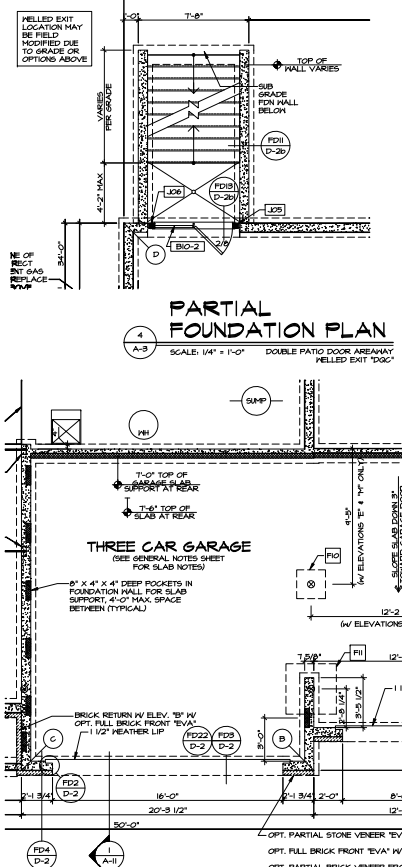 WELLED EXIT
LOCATION MAY
BE FIELD
MODIFIED DUE
TO GRADE OR
OPTIONS ABOVE
7'-8"
TOP OF
WALL VARIES
VARIES
PER GRADE
SUB
GRADE
FDN WALL
BELOW
FD11
D-2b
4'-2" MAX
J06
FD13
D-2b
J05
D
B10-2
2/8
34'-0"
PARTIAL
FOUNDATION PLAN
4
A-3
SCALE: 1/4" = 1'-0"
DOUBLE PATIO DOOR AREAWAY
WELLED EXIT "DQC"
SUMP
WH
7'-0" TOP OF
GARAGE SLAB
SUPPORT AT REAR
7'-6" TOP OF
SLAB AT REAR
THREE CAR GARAGE
(SEE GENERAL NOTES SHEET
FOR SLAB NOTES)
8" X 4" X 4" DEEP POCKETS IN
FOUNDATION WALL FOR SLAB
SUPPORT, 4'-0" MAX. SPACE
BETWEEN (TYPICAL)
9'-5"
(W/ ELEVATIONS "E" & "H" ONLY)
SLOPE SLAB DOWN 3"
F10
12'-2
(W/ ELEVATIONS
7 5/8"
F11
12'-
2'-8 1/4"
3'-5 1/2"
BRICK RETURN W/ ELEV. "B" W/
OPT. FULL BRICK FRONT "EVA"
1 1/2" WEATHER LIP
C
FD22
D-2
FD3
D-2
3'-0"
B
FD2
D-2
2'-1 3/4"
16'-0"
2'-1 3/4"
2'-0"
8'-
20'-3 1/2"
12'-
50'-0"
FD4
D-2
1
A-11
OPT. PARTIAL STONE VENEER "EV
OPT. FULL BRICK FRONT "EVA" W/